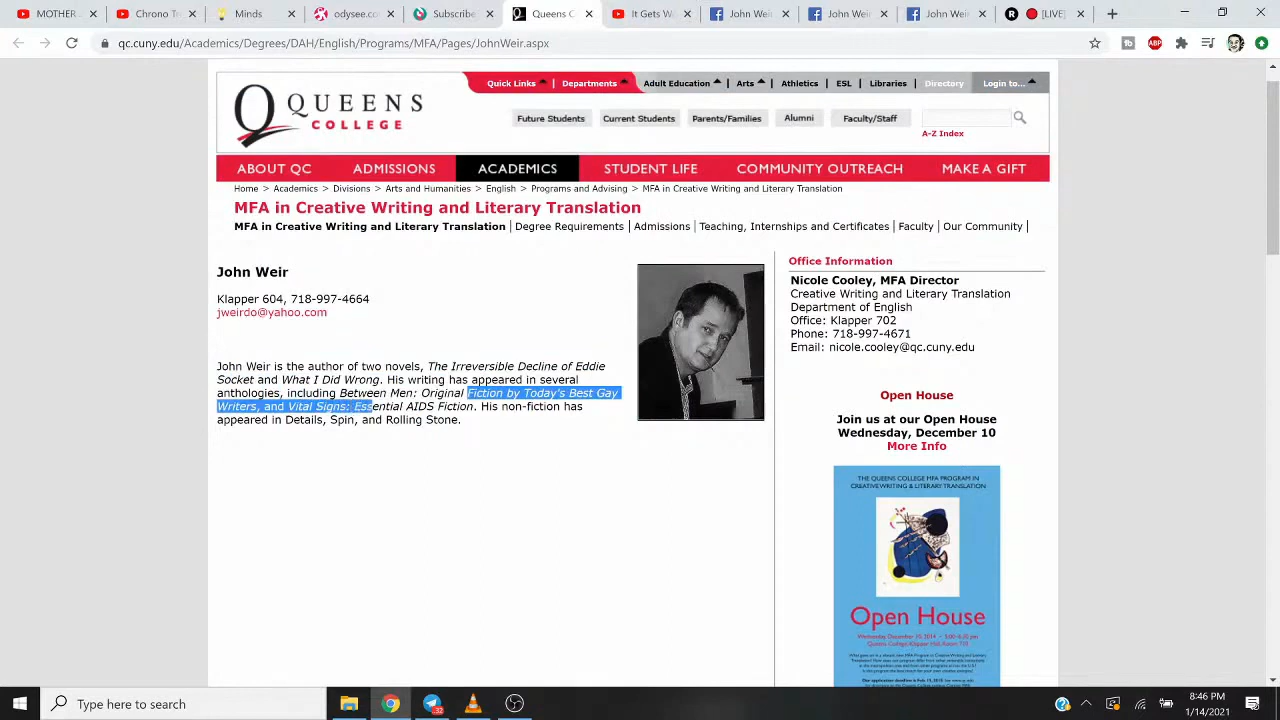 MOTHER
Chrono T
Minimum
dezinerfo
Subscribe
Queens C
Let Me In
Weir, Wei
John Weir
John Weir
[LIVE]
qc.cuny.edu/Academics/Degrees/DAH/English/Programs/MFA/Pages/JohnWeir.aspx
Quick Links | Departments | Adult Education | Arts | Athletics | ESL | Libraries | Directory | Login to...
QUEENS
COLLEGE
Future Students Current Students Parents/Families Alumni Faculty/Staff
A-Z Index
ABOUT QC ADMISSIONS ACADEMICS STUDENT LIFE COMMUNITY OUTREACH MAKE A GIFT
Home > Academics > Divisions > Arts and Humanities > English > Programs and Advising > MFA in Creative Writing and Literary Translation
MFA in Creative Writing and Literary Translation
MFA in Creative Writing and Literary Translation | Degree Requirements | Admissions | Teaching, Internships and Certificates | Faculty | Our Community |
John Weir
Klapper 604, 718-997-4664
jweirdo@yahoo.com
John Weir is the author of two novels, The Irreversible Decline of Eddie
Socket and What I Did Wrong. His writing has appeared in several
anthologies, including Between Men: Original Fiction by Today's Best Gay
Writers, and Vital Signs: Essential AIDS Fiction. His non-fiction has
appeared in Details, Spin, and Rolling Stone.
Office Information
Nicole Cooley, MFA Director
Creative Writing and Literary Translation
Department of English
Office: Klapper 702
Phone: 718-997-4671
Email: nicole.cooley@qc.cuny.edu
Open House
Join us at our Open House
Wednesday, December 10
More Info
THE QUEENS COLLEGE MFA PROGRAM IN
CREATIVE WRITING & LITERARY TRANSLATION
Open House
Type here to search
32
8:46 PM
1/14/2021